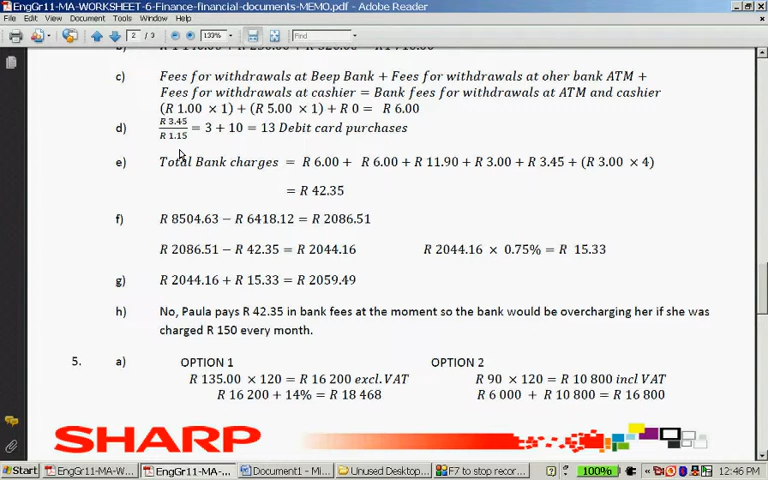 EngGr11-MA-WORKSHEET-6-Finance-financial-documents-MEMO.pdf - Adobe Reader
File Edit View Document Tools Window Help
2 / 3 133% Find
c) Fees for withdrawals at Beep Bank + Fees for withdrawals at oher bank ATM +
Fees for withdrawals at cashier = Bank fees for withdrawals at ATM and cashier
(R 1.00 × 1) + (R 5.00 × 1) + R 0 = R 6.00
d) R 3.45 / R 1.15 = 3 + 10 = 13 Debit card purchases
e) Total Bank charges = R 6.00 + R 6.00 + R 11.90 + R 3.00 + R 3.45 + (R 3.00 × 4)
= R 42.35
f) R 8504.63 − R 6418.12 = R 2086.51
R 2086.51 − R 42.35 = R 2044.16 R 2044.16 × 0.75% = R 15.33
g) R 2044.16 + R 15.33 = R 2059.49
h) No, Paula pays R 42.35 in bank fees at the moment so the bank would be overcharging her if she was
charged R 150 every month.
5. a) OPTION 1 OPTION 2
R 135.00 × 120 = R 16 200 excl.VAT R 90 × 120 = R 10 800 incl VAT
R 16 200 + 14% = R 18 468 R 6 000 + R 10 800 = R 16 800
SHARP
Start EngGr11-MA-W... EngGr11-MA-... Document1 - Mi... Unused Desktop... F7 to stop recor... 100% 12:46 PM